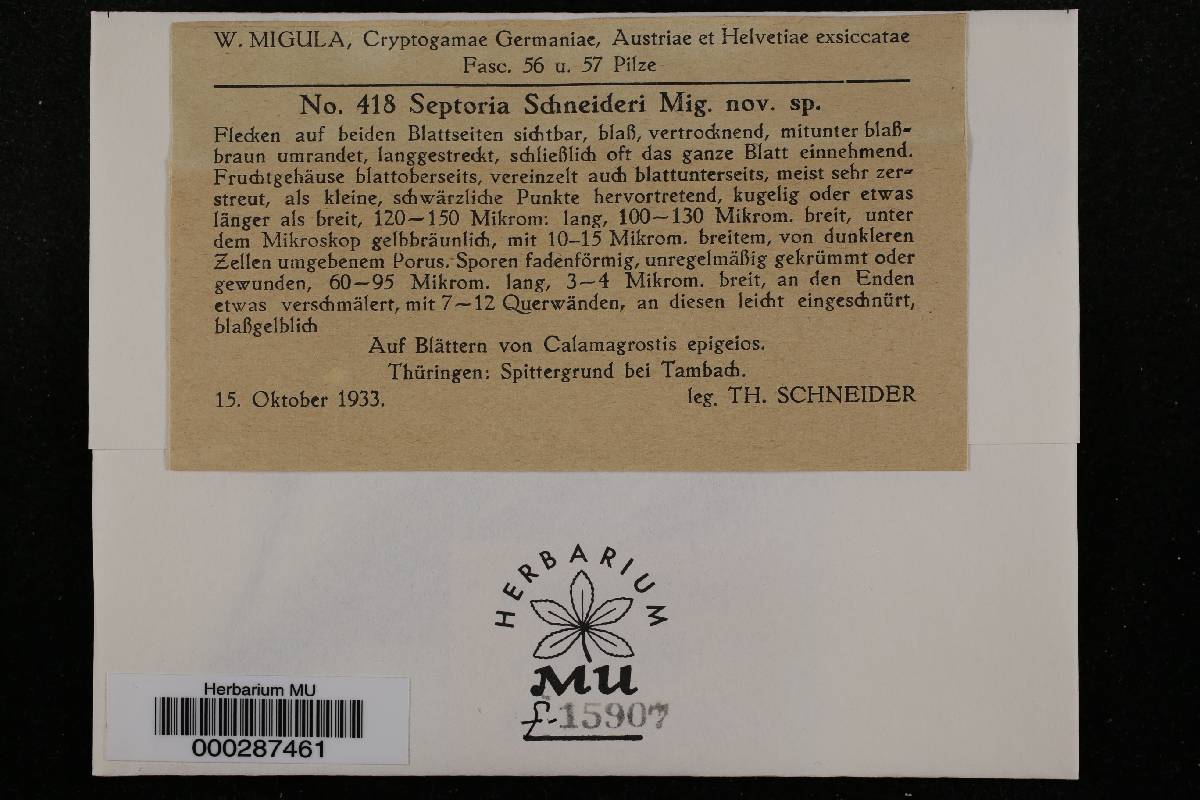 W. MIGULA, Cryptogamae Germaniae, Austriae et Helvetiae exsiccatae
Fasc. 56 u. 57 Pilze
No. 418 Septoria Schneideri Mig. nov. sp.
Flecken auf beiden Blattseiten sichtbar, blaß, vertrocknend, mitunter blaß-
braun umrandet, langgestreckt, schließlich oft das ganze Blatt einnehmend.
Fruchtgehäuse blattoberseits, vereinzelt auch blattunterseits, meist sehr zer-
streut, als kleine, schwärzliche Punkte hervortretend, kugelig oder etwas
länger als breit, 120—150 Mikrom: lang, 100—130 Mikrom. breit, unter
dem Mikroskop gelbbräunlich, mit 10–15 Mikrom. breitem, von dunkleren
Zellen umgebenem Porus. Sporen fadenförmig, unregelmäßig gekrümmt oder
gewunden, 60—95 Mikrom. lang, 3—4 Mikrom. breit, an den Enden
etwas verschmälert, mit 7—12 Querwänden, an diesen leicht eingeschnürt,
blaßgelblich
Auf Blättern von Calamagrostis epigeios.
Thüringen: Spittergrund bei Tambach.
15. Oktober 1933. leg. TH. SCHNEIDER
HERBARIUM
MU
f-15907
Herbarium MU
000287461